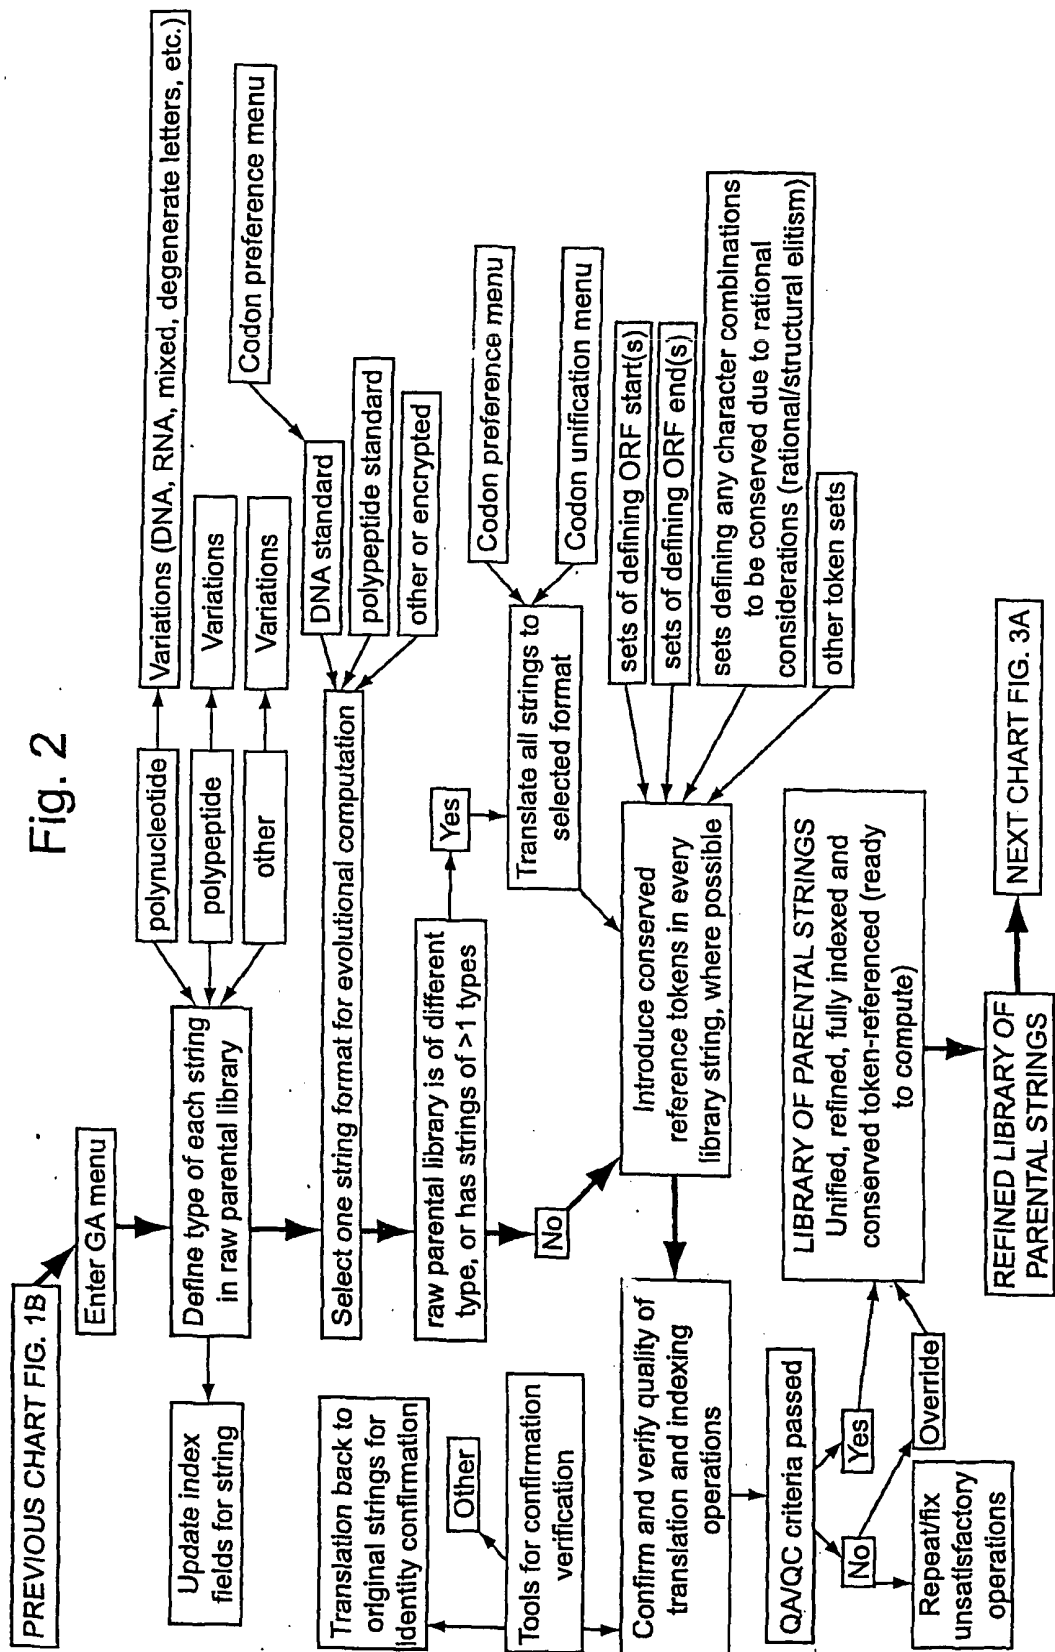 Fig. 2
PREVIOUS CHART FIG. 1B
Enter GA menu
Define type of each string
in raw parental library
Update index
fields for string
polynucleotide
polypeptide
other
Variations (DNA, RNA, mixed, degenerate letters, etc.)
Variations
Variations
Codon preference menu
Select one string format for evolutional computation
DNA standard
polypeptide standard
other or encrypted
raw parental library is of different
type, or has strings of >1 types
Yes
No
Translate all strings to
selected format
Codon preference menu
Codon unification menu
Introduce conserved
reference tokens in every
library string, where possible
sets of defining ORF start(s)
sets of defining ORF end(s)
sets defining any character combinations
to be conserved due to rational
considerations (rational/structural elitism)
other token sets
Translation back to
original strings for
identity confirmation
Other
Tools for confirmation
verification
Confirm and verify quality of
translation and indexing
operations
QA/QC criteria passed
Yes
No
Override
Repeat/fix
unsatisfactory
operations
LIBRARY OF PARENTAL STRINGS
Unified, refined, fully indexed and
conserved token-referenced (ready
to compute)
REFINED LIBRARY OF
PARENTAL STRINGS
NEXT CHART FIG. 3A